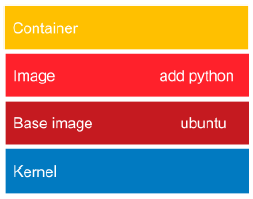 Container
Image add python
Base image ubuntu
Kernel